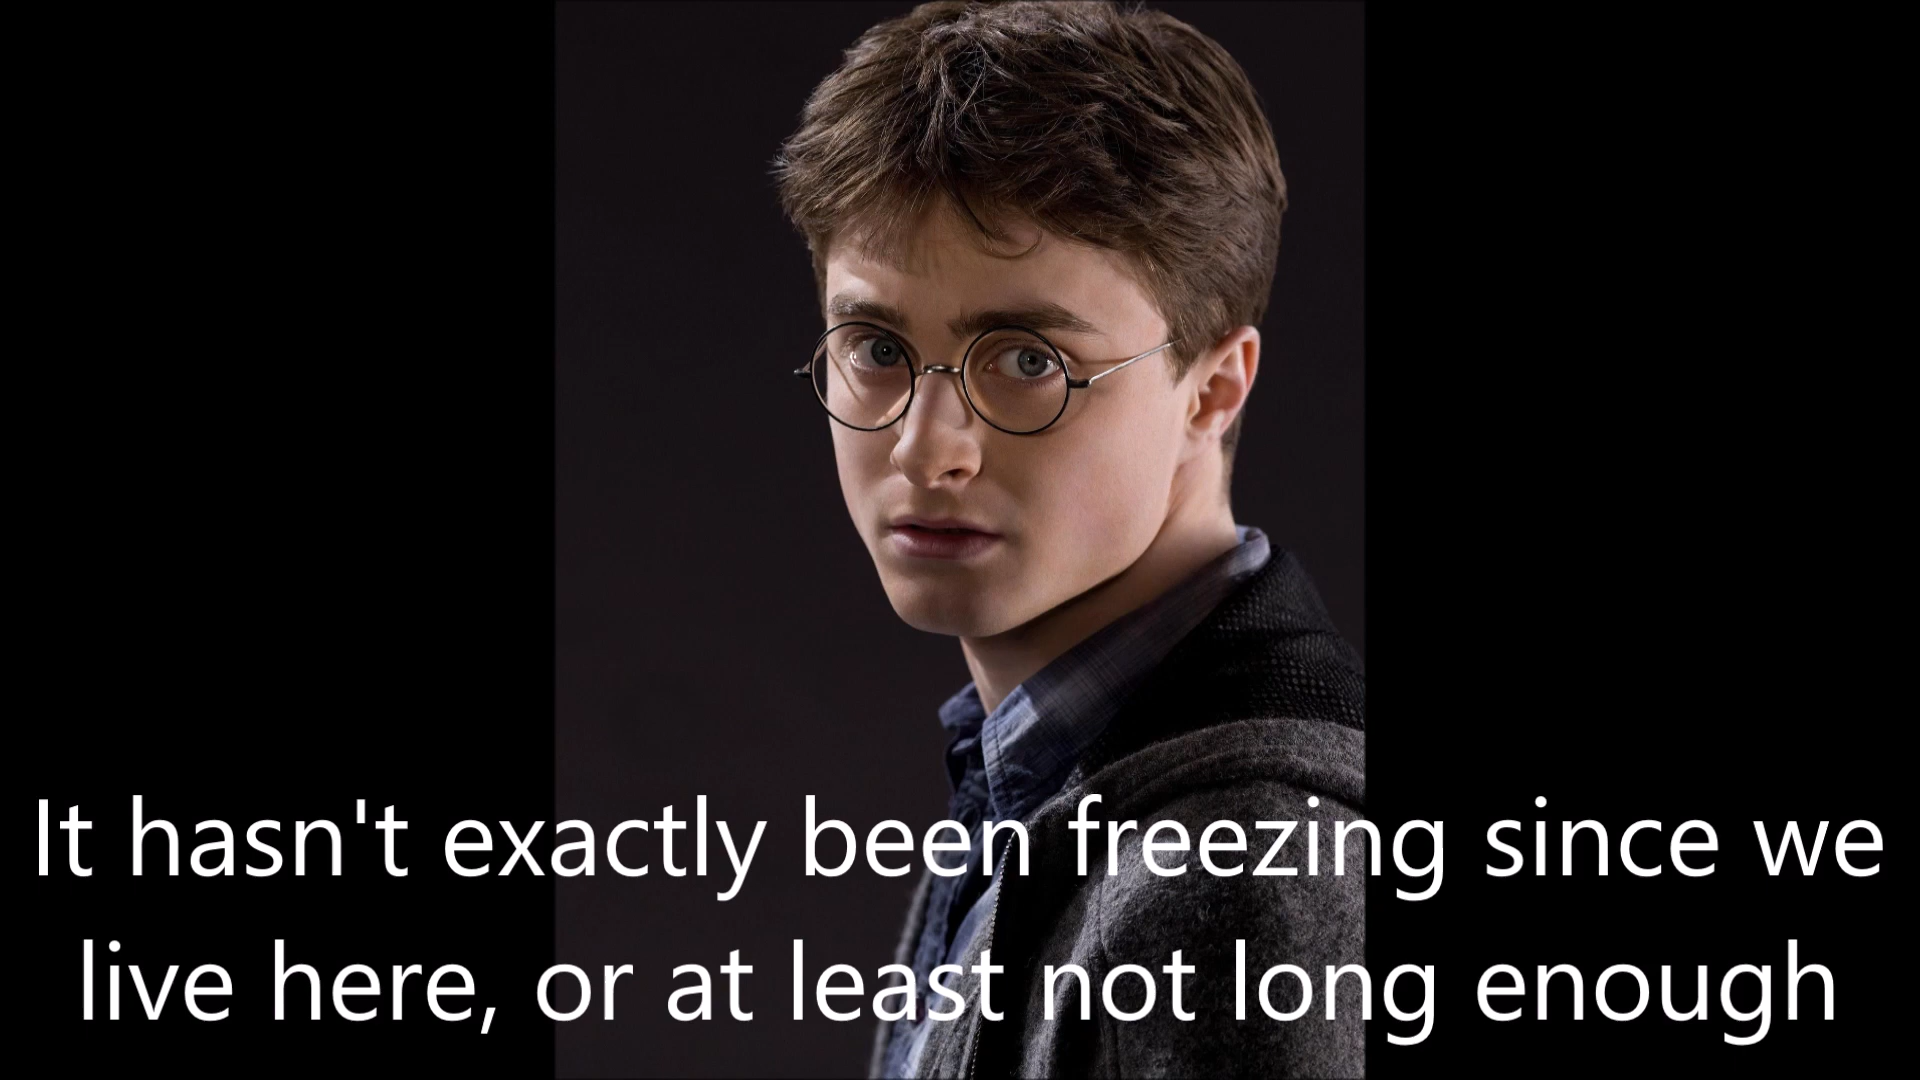 It hasn't exactly been freezing since we
live here, or at least not long enough